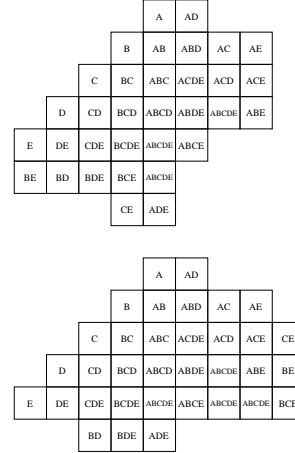 A AD
B AB ABD AC AE
C BC ABC ACDE ACD ACE
D CD BCD ABCD ABDE ABCDE ABE
E DE CDE BCDE ABCDE ABCE
BE BD BDE BCE ABCDE
CE ADE
A AD
B AB ABD AC AE
C BC ABC ACDE ACD ACE CE
D CD BCD ABCD ABDE ABCDE ABE BE
E DE CDE BCDE ABCDE ABCE ABCDE ABCDE BCE
BD BDE ADE